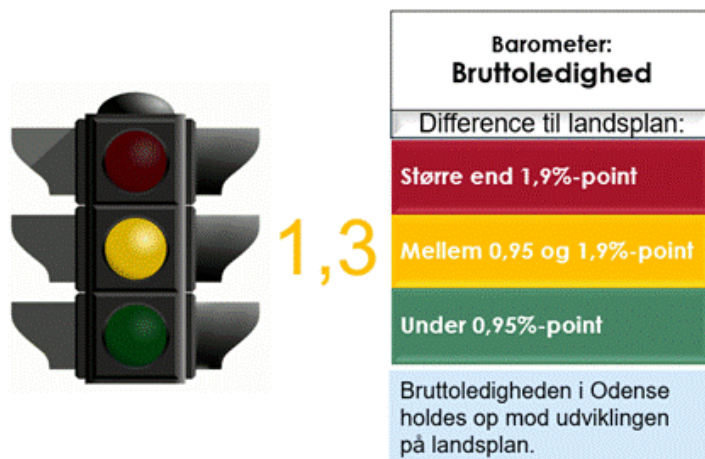 1,3
Barometer:
Bruttoledighed
Difference til landsplan:
Større end 1,9%-point
Mellem 0,95 og 1,9%-point
Under 0,95%-point
Bruttoledigheden i Odense
holdes op mod udviklingen
på landsplan.